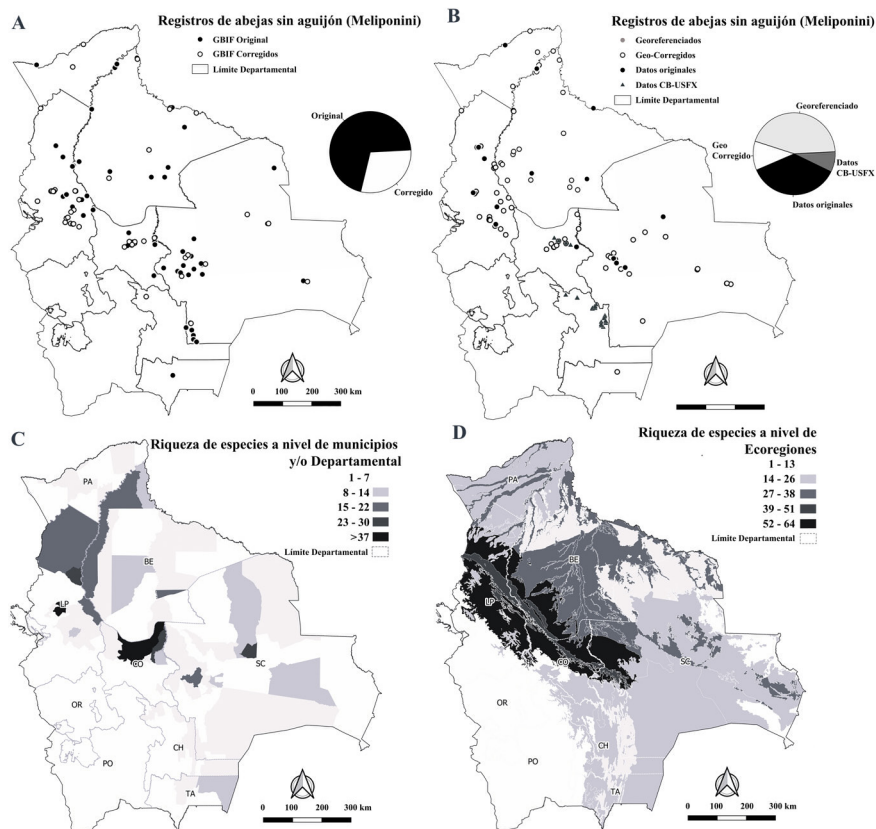 A
Registros de abejas sin aguijón (Meliponini)
GBIF Original
GBIF Corregidos
Límite Departamental
Original
Corregido
0 100 200 300 km
B
Registros de abejas sin aguijón (Meliponini)
Georeferenciados
Geo-Corregidos
Datos originales
Datos CB-USFX
Límite Departamental
Georeferenciado
Geo
Corregido
Datos
CB-USFX
Datos originales
C
Riqueza de especies a nivel de municipios
y/o Departamental
1 - 7
8 - 14
15 - 22
23 - 30
>37
Límite Departamental
PA
BE
LP
CO
SC
OR
CH
PO
TA
0 100 200 300 km
D
Riqueza de especies a nivel de
Ecoregiones
1 - 13
14 - 26
27 - 38
39 - 51
52 - 64
Límite Departamental
PA
BE
LP
CO
SC
OR
CH
PO
TA
0 100 200 300 km